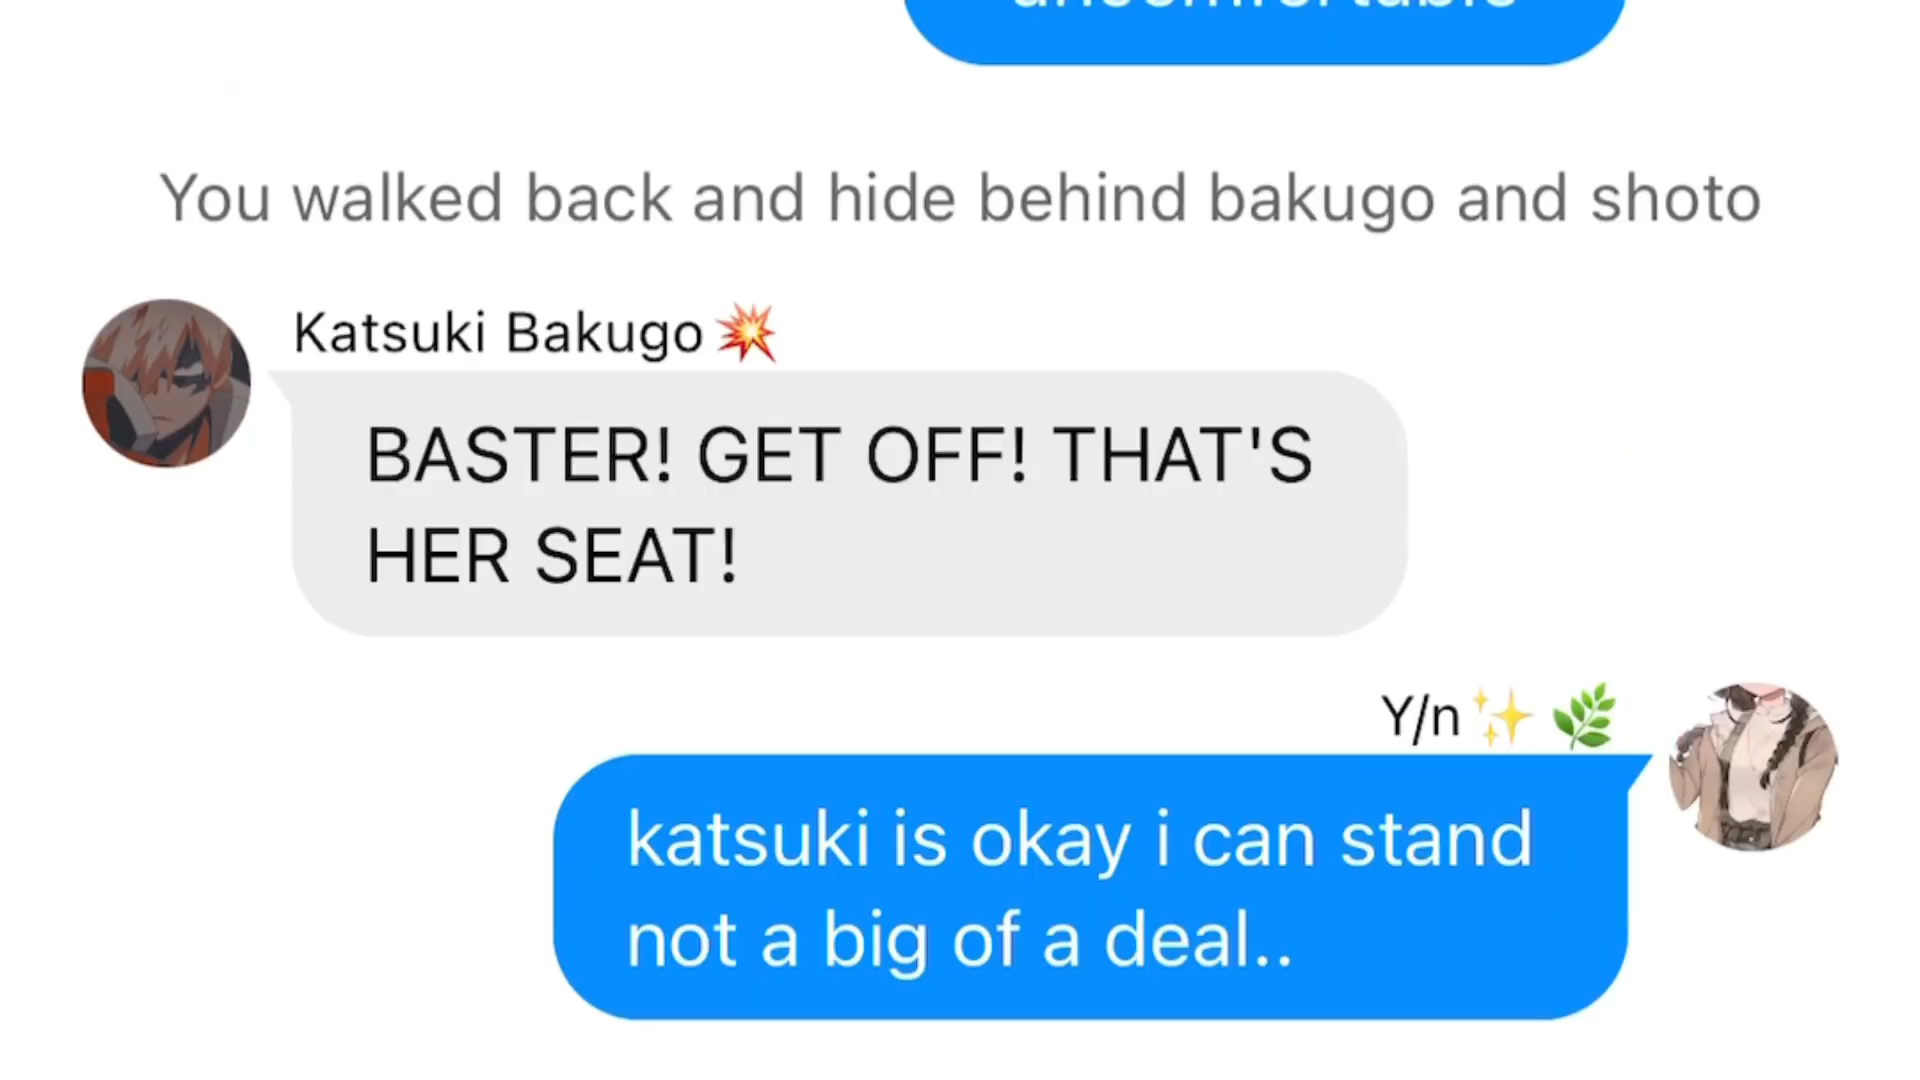 You walked back and hide behind bakugo and shoto
Katsuki Bakugo💥
BASTER! GET OFF! THAT'S
HER SEAT!
Y/n✨🌿
katsuki is okay i can stand
not a big of a deal..